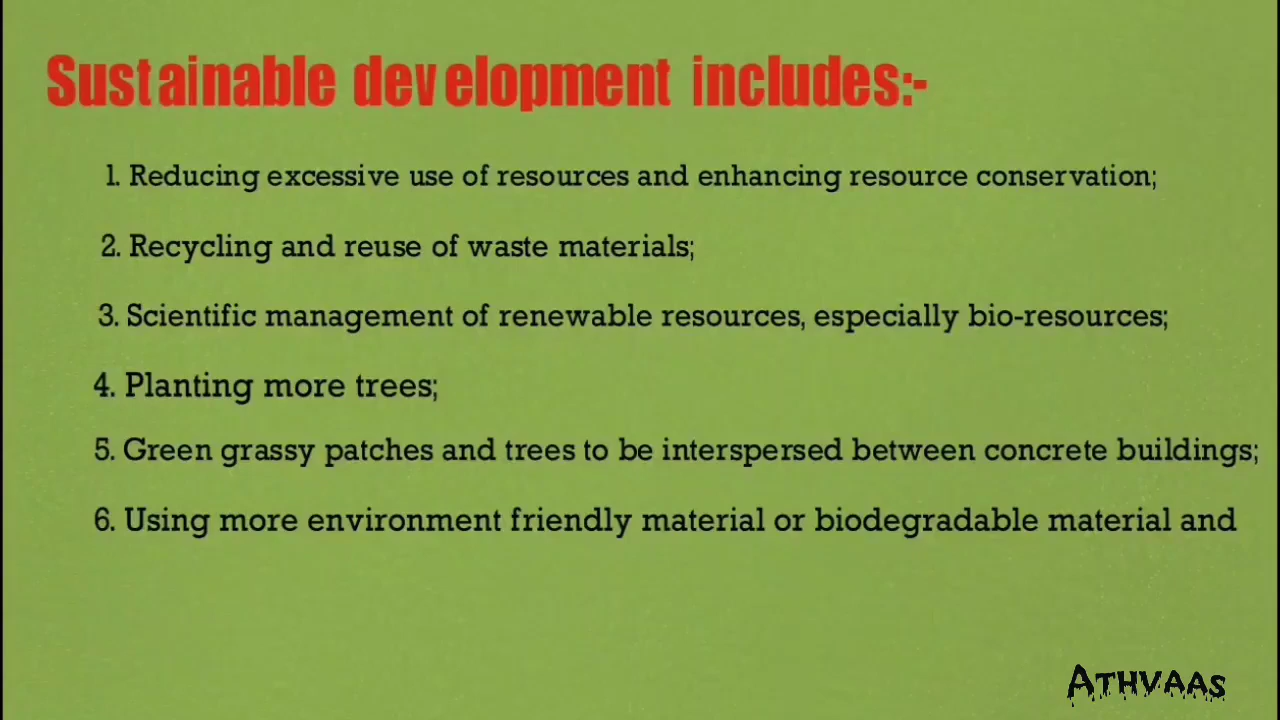 Sustainable development includes:-
1. Reducing excessive use of resources and enhancing resource conservation;
2. Recycling and reuse of waste materials;
3. Scientific management of renewable resources, especially bio-resources;
4. Planting more trees;
5. Green grassy patches and trees to be interspersed between concrete buildings;
6. Using more environment friendly material or biodegradable material and
ATHVAAS